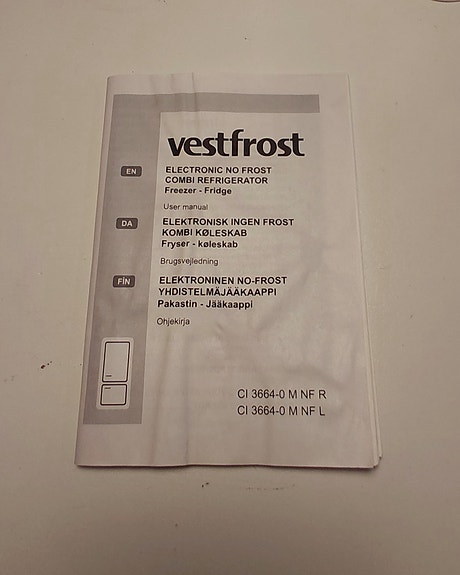 vestfrost
EN
ELECTRONIC NO FROST
COMBI REFRIGERATOR
Freezer - Fridge
User manual
DA
ELEKTRONISK INGEN FROST
KOMBI KØLESKAB
Fryser - køleskab
Brugsvejledning
FİN
ELEKTRONINEN NO-FROST
YHDISTELMÄJÄÄKAAPPI
Pakastin - Jääkaappi
Ohjekirja
CI 3664-0 M NF R
CI 3664-0 M NF L